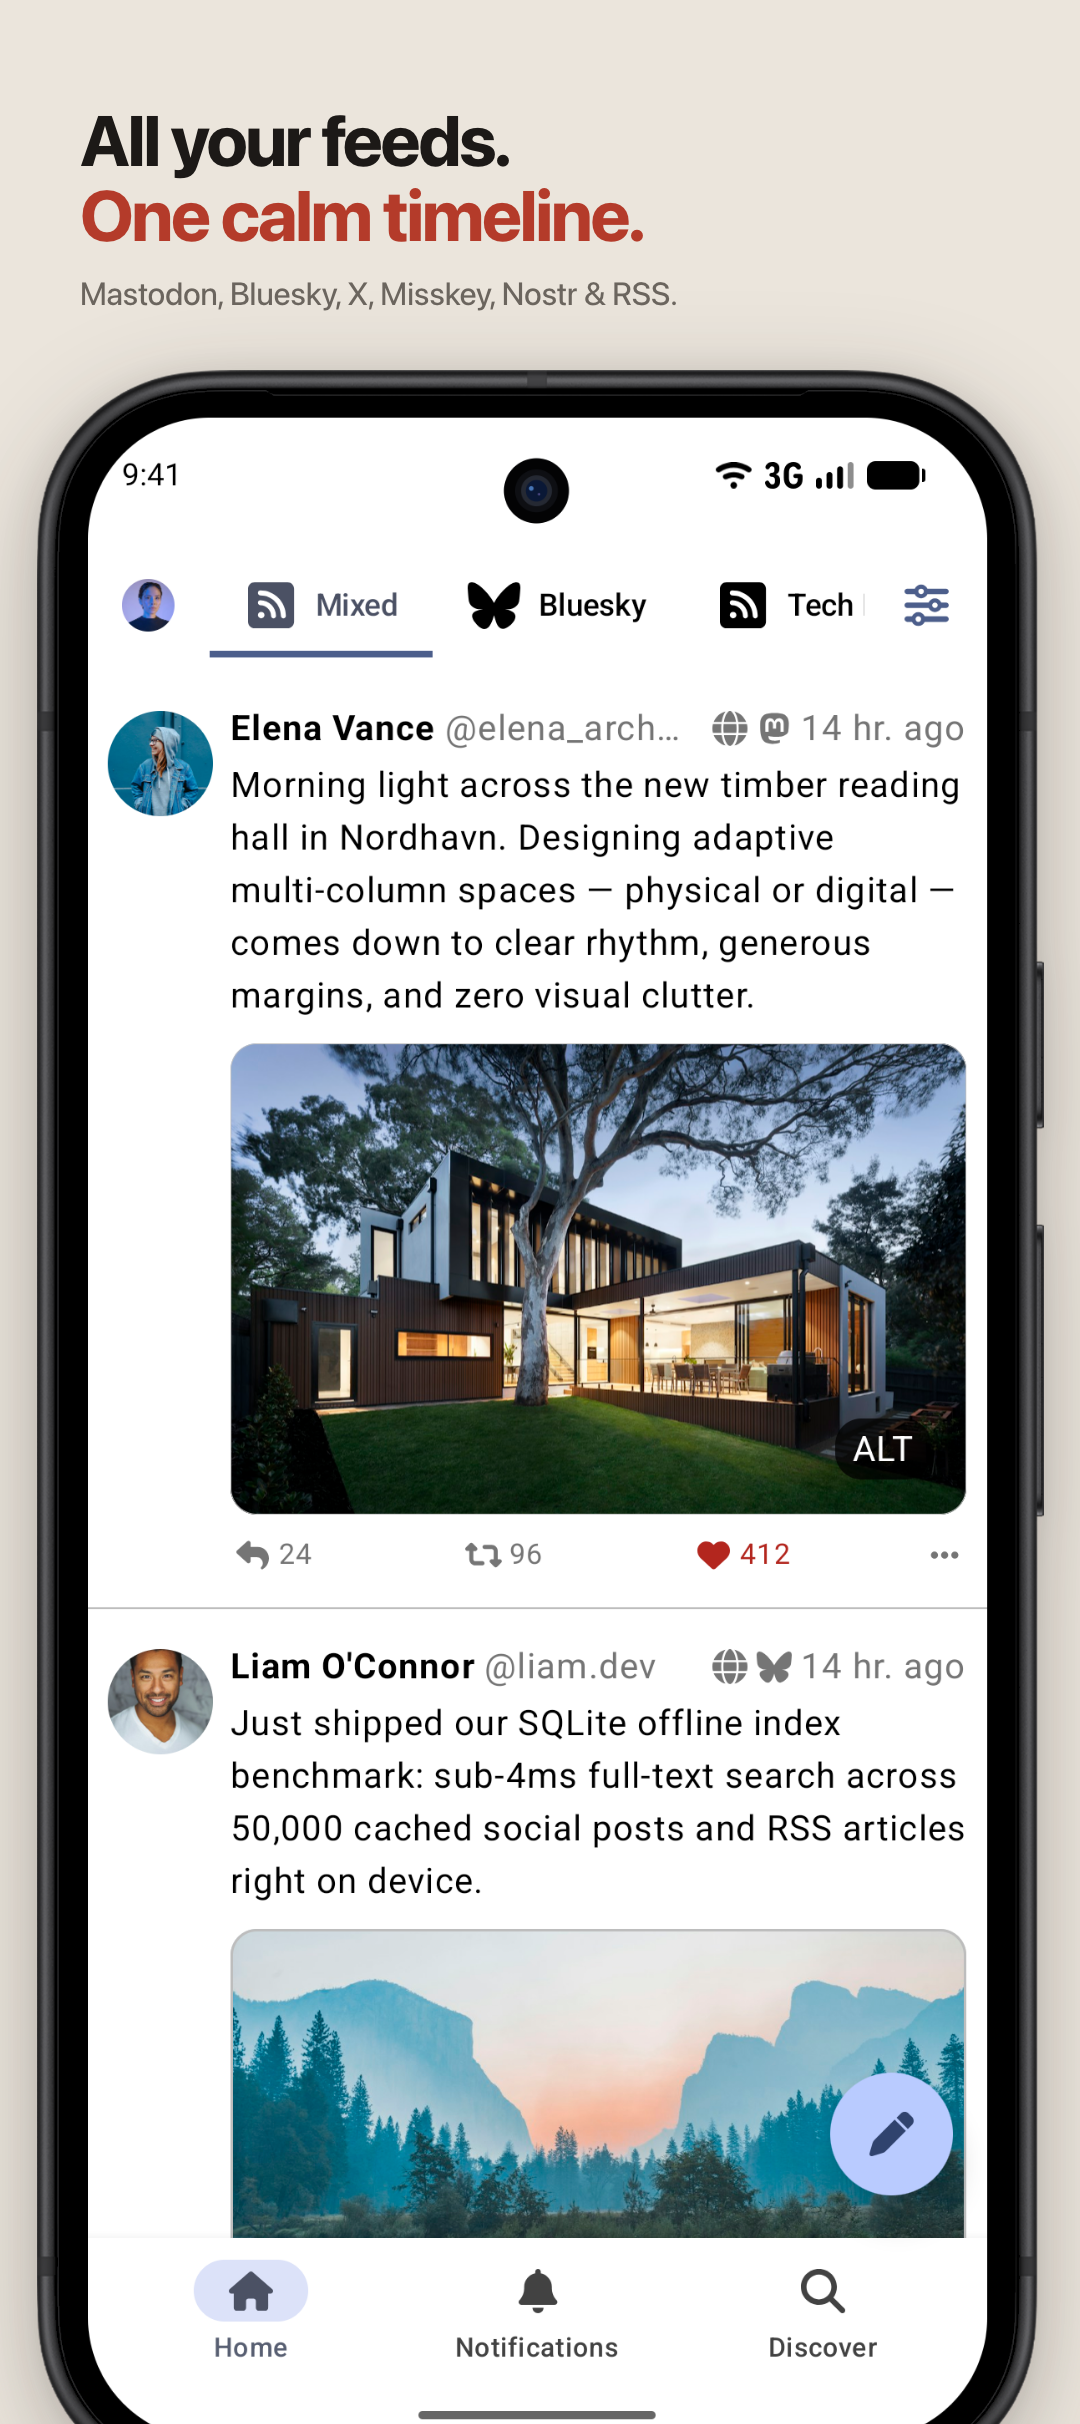 All your feeds.
One calm timeline.
Mastodon, Bluesky, X, Misskey, Nostr & RSS.
9:41
3G
Mixed
Bluesky
Tech
Elena Vance @elena_arch... 14 hr. ago
Morning light across the new timber reading
hall in Nordhavn. Designing adaptive
multi-column spaces — physical or digital —
comes down to clear rhythm, generous
margins, and zero visual clutter.
ALT
24
96
412
Liam O'Connor @liam.dev 14 hr. ago
Just shipped our SQLite offline index
benchmark: sub-4ms full-text search across
50,000 cached social posts and RSS articles
right on device.
Home
Notifications
Discover